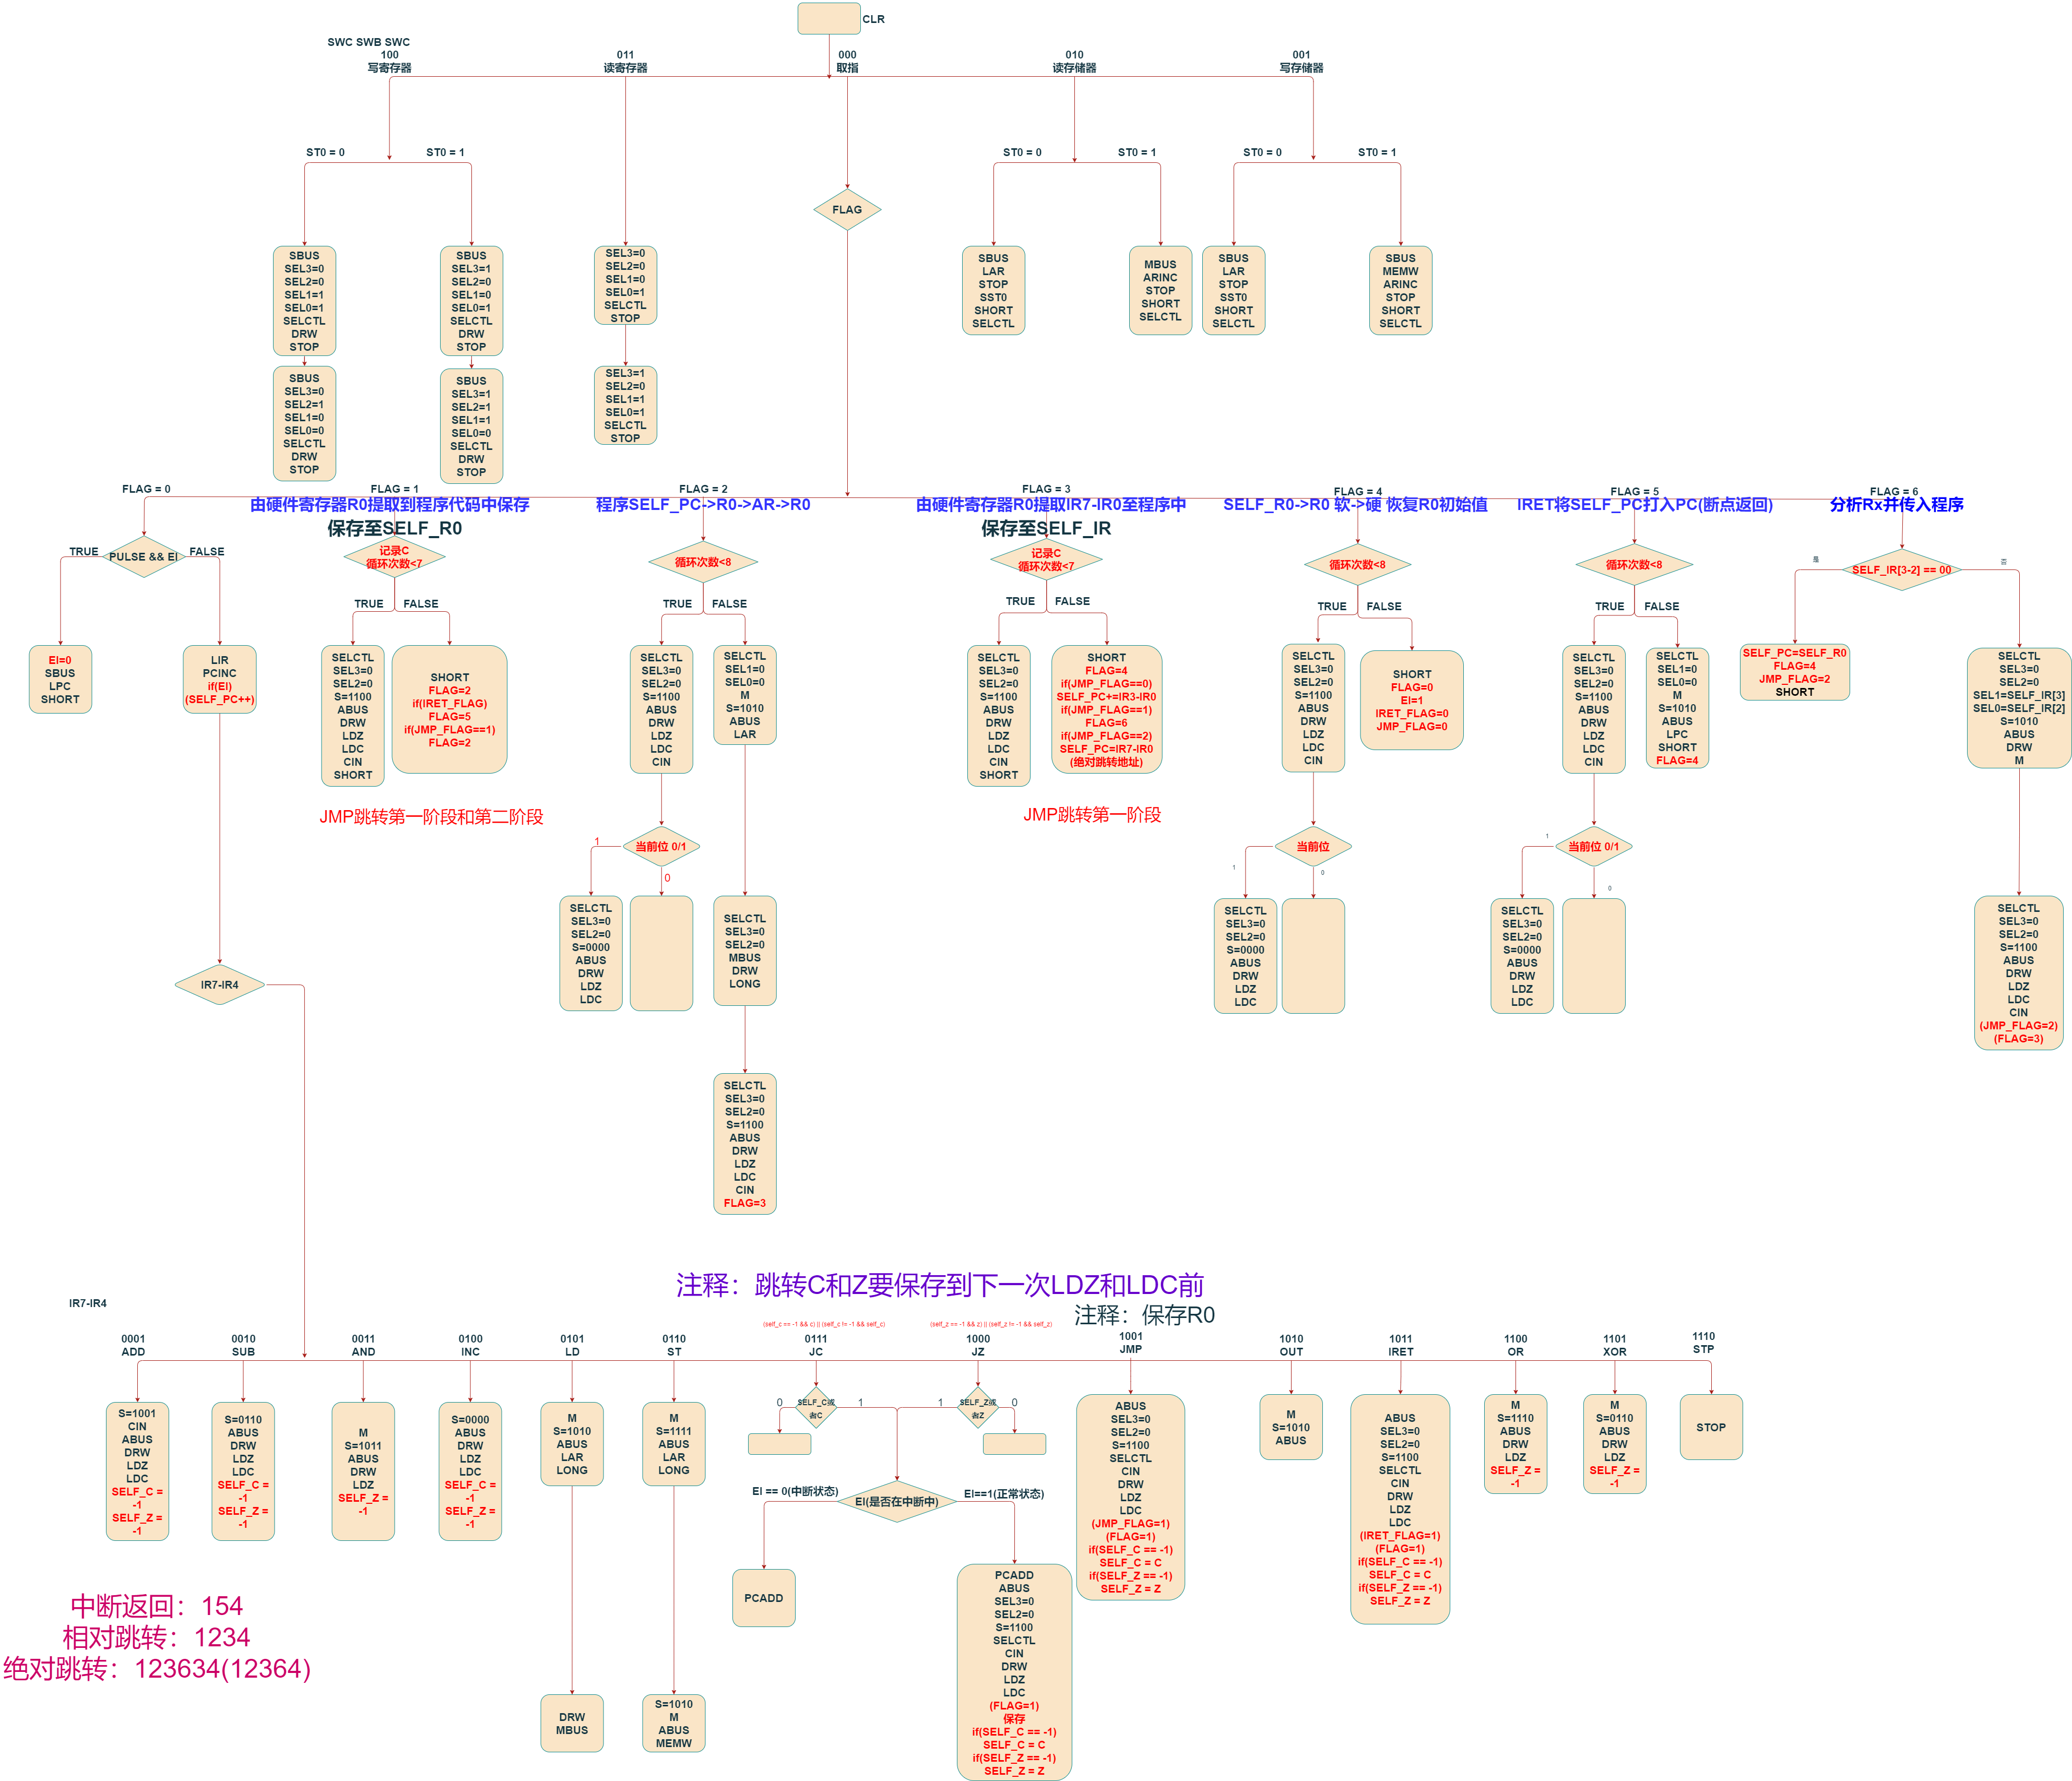 CLR
SWC SWB SWC
100
写寄存器
011
读寄存器
000
取指
010
读存储器
001
写存储器
ST0 = 0
ST0 = 1
ST0 = 0
ST0 = 1
ST0 = 0
ST0 = 1
FLAG
SBUS
SEL3=0
SEL2=0
SEL1=1
SEL0=1
SELCTL
DRW
STOP
SBUS
SEL3=1
SEL2=0
SEL1=0
SEL0=1
SELCTL
DRW
STOP
SEL3=0
SEL2=0
SEL1=0
SEL0=1
SELCTL
STOP
SBUS
LAR
STOP
SST0
SHORT
SELCTL
MBUS
ARINC
STOP
SHORT
SELCTL
SBUS
LAR
STOP
SST0
SHORT
SELCTL
SBUS
MEMW
ARINC
STOP
SHORT
SELCTL
SBUS
SEL3=0
SEL2=1
SEL1=0
SEL0=0
SELCTL
DRW
STOP
SBUS
SEL3=1
SEL2=1
SEL1=1
SEL0=0
SELCTL
DRW
STOP
SEL3=1
SEL2=0
SEL1=1
SEL0=1
SELCTL
STOP
FLAG = 0
FLAG = 1
FLAG = 2
FLAG = 3
FLAG = 4
FLAG = 5
FLAG = 6
由硬件寄存器R0提取到程序代码中保存
保存至SELF_R0
程序SELF_PC->R0->AR->R0
由硬件寄存器R0提取IR7-IR0至程序中
保存至SELF_IR
SELF_R0->R0 软->硬 恢复R0初始值
IRET将SELF_PC打入PC(断点返回)
分析Rx并传入程序
PULSE && EI
TRUE
FALSE
记录C
循环次数<7
TRUE
FALSE
循环次数<8
TRUE
FALSE
记录C
循环次数<7
TRUE
FALSE
循环次数<8
TRUE
FALSE
循环次数<8
TRUE
FALSE
SELF_IR[3-2] == 00
是
否
EI=0
SBUS
LPC
SHORT
LIR
PCINC
if(EI)
(SELF_PC++)
SELCTL
SEL3=0
SEL2=0
S=1100
ABUS
DRW
LDZ
LDC
CIN
SHORT
SHORT
FLAG=2
if(IRET_FLAG)
FLAG=5
if(JMP_FLAG==1)
FLAG=2
SELCTL
SEL3=0
SEL2=0
S=1100
ABUS
DRW
LDZ
LDC
CIN
SELCTL
SEL1=0
SEL0=0
M
S=1010
ABUS
LAR
SELCTL
SEL3=0
SEL2=0
S=1100
ABUS
DRW
LDZ
LDC
CIN
SHORT
SHORT
FLAG=4
if(JMP_FLAG==0)
SELF_PC+=IR3-IR0
if(JMP_FLAG==1)
FLAG=6
if(JMP_FLAG==2)
SELF_PC=IR7-IR0
(绝对跳转地址)
SELCTL
SEL3=0
SEL2=0
S=1100
ABUS
DRW
LDZ
LDC
CIN
SHORT
FLAG=0
EI=1
IRET_FLAG=0
JMP_FLAG=0
SELCTL
SEL3=0
SEL2=0
S=1100
ABUS
DRW
LDZ
LDC
CIN
SELCTL
SEL1=0
SEL0=0
M
S=1010
ABUS
LPC
SHORT
FLAG=4
SELF_PC=SELF_R0
FLAG=4
JMP_FLAG=2
SHORT
SELCTL
SEL3=0
SEL2=0
SEL1=SELF_IR[3]
SEL0=SELF_IR[2]
S=1010
ABUS
DRW
M
JMP跳转第一阶段和第二阶段
JMP跳转第一阶段
当前位 0/1
1
0
当前位
1
0
当前位 0/1
1
0
SELCTL
SEL3=0
SEL2=0
S=0000
ABUS
DRW
LDZ
LDC
SELCTL
SEL3=0
SEL2=0
MBUS
DRW
LONG
SELCTL
SEL3=0
SEL2=0
S=0000
ABUS
DRW
LDZ
LDC
SELCTL
SEL3=0
SEL2=0
S=0000
ABUS
DRW
LDZ
LDC
SELCTL
SEL3=0
SEL2=0
S=1100
ABUS
DRW
LDZ
LDC
CIN
(JMP_FLAG=2)
(FLAG=3)
IR7-IR4
SELCTL
SEL3=0
SEL2=0
S=1100
ABUS
DRW
LDZ
LDC
CIN
FLAG=3
注释：跳转C和Z要保存到下一次LDZ和LDC前
注释：保存R0
IR7-IR4
(self_c == -1 && c) || (self_c != -1 && self_c)
(self_z == -1 && z) || (self_z != -1 && self_z)
0001
ADD
0010
SUB
0011
AND
0100
INC
0101
LD
0110
ST
0111
JC
1000
JZ
1001
JMP
1010
OUT
1011
IRET
1100
OR
1101
XOR
1110
STP
S=1001
CIN
ABUS
DRW
LDZ
LDC
SELF_C =
-1
SELF_Z =
-1
S=0110
ABUS
DRW
LDZ
LDC
SELF_C =
-1
SELF_Z =
-1
M
S=1011
ABUS
DRW
LDZ
SELF_Z =
-1
S=0000
ABUS
DRW
LDZ
LDC
SELF_C =
-1
SELF_Z =
-1
M
S=1010
ABUS
LAR
LONG
M
S=1111
ABUS
LAR
LONG
0
SELF_C或
者C
1
1
SELF_Z或
者Z
0
ABUS
SEL3=0
SEL2=0
S=1100
SELCTL
CIN
DRW
LDZ
LDC
(JMP_FLAG=1)
(FLAG=1)
if(SELF_C == -1)
SELF_C = C
if(SELF_Z == -1)
SELF_Z = Z
M
S=1010
ABUS
ABUS
SEL3=0
SEL2=0
S=1100
SELCTL
CIN
DRW
LDZ
LDC
(IRET_FLAG=1)
(FLAG=1)
if(SELF_C == -1)
SELF_C = C
if(SELF_Z == -1)
SELF_Z = Z
M
S=1110
ABUS
DRW
LDZ
SELF_Z =
-1
M
S=0110
ABUS
DRW
LDZ
SELF_Z =
-1
STOP
EI == 0(中断状态)
EI(是否在中断中)
EI==1(正常状态)
PCADD
PCADD
ABUS
SEL3=0
SEL2=0
S=1100
SELCTL
CIN
DRW
LDZ
LDC
(FLAG=1)
保存
if(SELF_C == -1)
SELF_C = C
if(SELF_Z == -1)
SELF_Z = Z
中断返回：154
相对跳转：1234
绝对跳转：123634(12364)
DRW
MBUS
S=1010
M
ABUS
MEMW